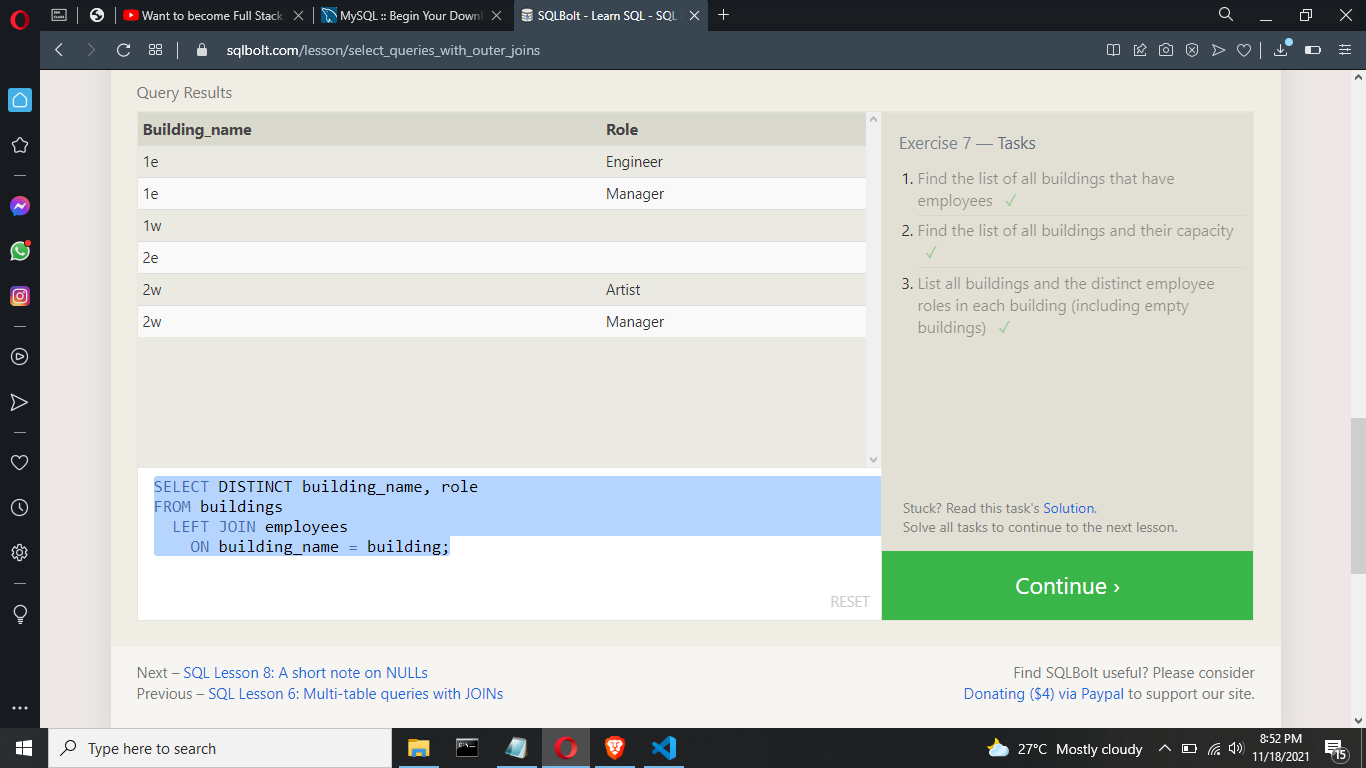 Want to become Full Stack
MySQL :: Begin Your Downl
SQLBolt - Learn SQL - SQL
sqlbolt.com/lesson/select_queries_with_outer_joins
Query Results
Building_name Role
1e Engineer
1e Manager
1w
2e
2w Artist
2w Manager
Exercise 7 — Tasks
1. Find the list of all buildings that have
employees ✓
2. Find the list of all buildings and their capacity
✓
3. List all buildings and the distinct employee
roles in each building (including empty
buildings) ✓
SELECT DISTINCT building_name, role
FROM buildings
LEFT JOIN employees
ON building_name = building;
RESET
Stuck? Read this task's Solution.
Solve all tasks to continue to the next lesson.
Continue ›
Next – SQL Lesson 8: A short note on NULLs
Previous – SQL Lesson 6: Multi-table queries with JOINs
Find SQLBolt useful? Please consider
Donating ($4) via Paypal to support our site.
Type here to search
27°C Mostly cloudy
8:52 PM
11/18/2021
15